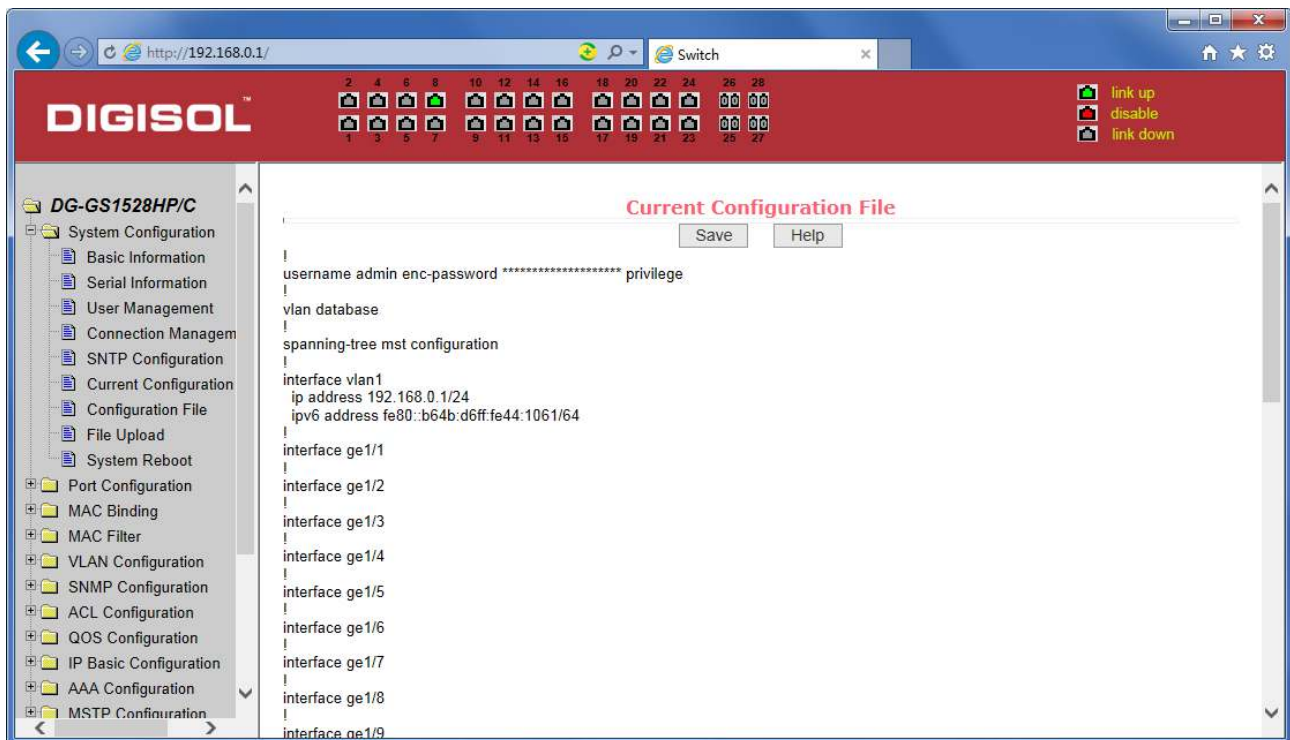 http://192.168.0.1/
Switch
DIGISOL™
2 4 6 8 10 12 14 16 18 20 22 24 26 28
1 3 5 7 9 11 13 15 17 19 21 23 25 27
link up
disable
link down
DG-GS1528HP/C
System Configuration
Basic Information
Serial Information
User Management
Connection Managem
SNTP Configuration
Current Configuration
Configuration File
File Upload
System Reboot
Port Configuration
MAC Binding
MAC Filter
VLAN Configuration
SNMP Configuration
ACL Configuration
QOS Configuration
IP Basic Configuration
AAA Configuration
MSTP Configuration
Current Configuration File
Save Help
!
username admin enc-password ******************** privilege
!
vlan database
!
spanning-tree mst configuration
!
interface vlan1
ip address 192.168.0.1/24
ipv6 address fe80::b64b:d6ff:fe44:1061/64
!
interface ge1/1
!
interface ge1/2
!
interface ge1/3
!
interface ge1/4
!
interface ge1/5
!
interface ge1/6
!
interface ge1/7
!
interface ge1/8
!
interface ge1/9